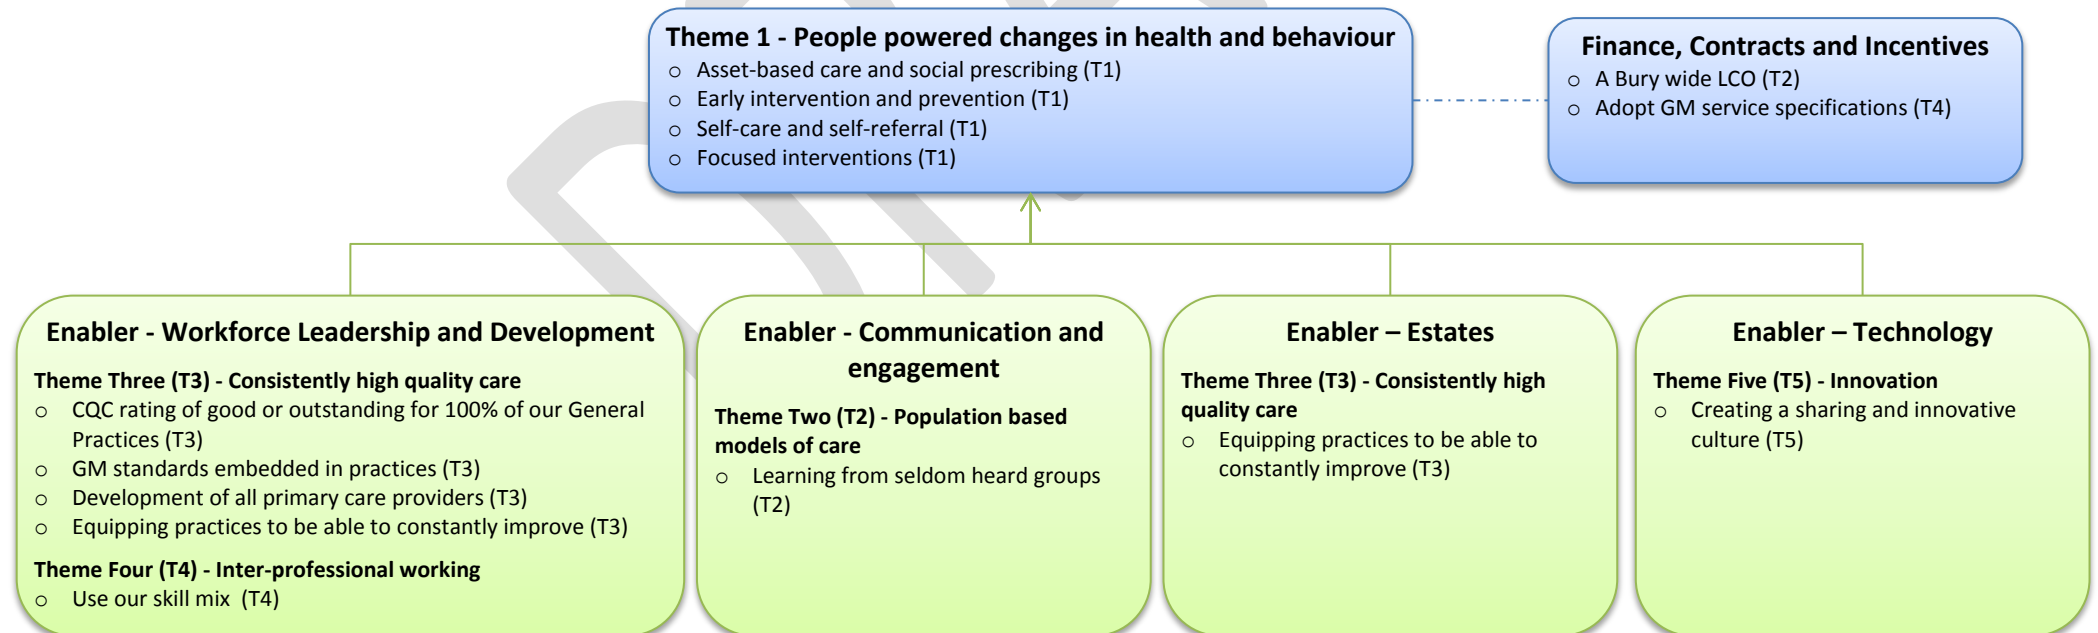 Theme 1 - People powered changes in health and behaviour
o Asset-based care and social prescribing (T1)
o Early intervention and prevention (T1)
o Self-care and self-referral (T1)
o Focused interventions (T1)
Finance, Contracts and Incentives
o A Bury wide LCO (T2)
o Adopt GM service specifications (T4)
Enabler - Workforce Leadership and Development
Theme Three (T3) - Consistently high quality care
o CQC rating of good or outstanding for 100% of our General
Practices (T3)
o GM standards embedded in practices (T3)
o Development of all primary care providers (T3)
o Equipping practices to be able to constantly improve (T3)
Theme Four (T4) - Inter-professional working
o Use our skill mix (T4)
Enabler - Communication and
engagement
Theme Two (T2) - Population based
models of care
o Learning from seldom heard groups
(T2)
Enabler – Estates
Theme Three (T3) - Consistently high
quality care
o Equipping practices to be able to
constantly improve (T3)
Enabler – Technology
Theme Five (T5) - Innovation
o Creating a sharing and innovative
culture (T5)